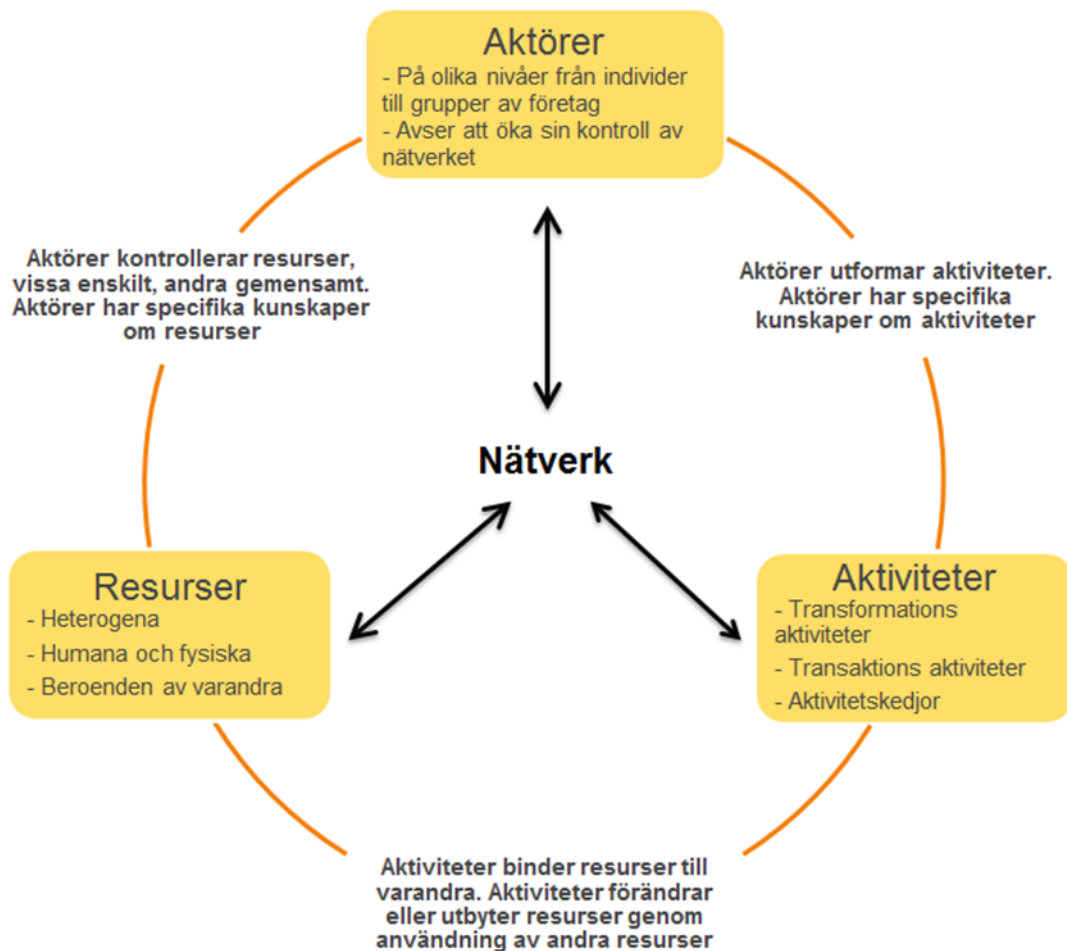 Aktörer
- På olika nivåer från individer
till grupper av företag
- Avser att öka sin kontroll av
nätverket
Aktörer kontrollerar resurser,
vissa enskilt, andra gemensamt.
Aktörer har specifika kunskaper
om resurser
Aktörer utformar aktiviteter.
Aktörer har specifika
kunskaper om aktiviteter
Nätverk
Resurser
- Heterogena
- Humana och fysiska
- Beroenden av varandra
Aktiviteter
- Transformations
aktiviteter
- Transaktions aktiviteter
- Aktivitetskedjor
Aktiviteter binder resurser till
varandra. Aktiviteter förändrar
eller utbyter resurser genom
användning av andra resurser